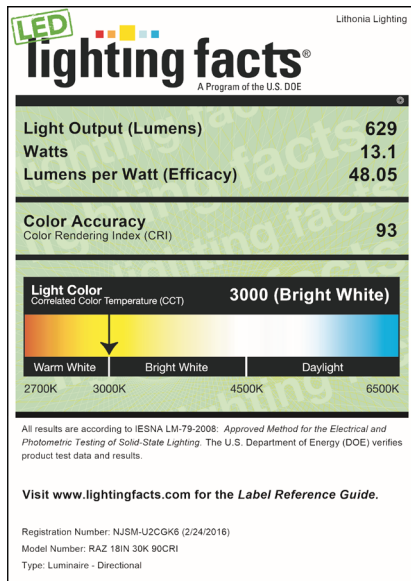 Lithonia Lighting
LED
lighting facts®
A Program of the U.S. DOE
Light Output (Lumens) 629
Watts 13.1
Lumens per Watt (Efficacy) 48.05
Color Accuracy
Color Rendering Index (CRI) 93
Light Color
Correlated Color Temperature (CCT) 3000 (Bright White)
Warm White Bright White Daylight
2700K 3000K 4500K 6500K
All results are according to IESNA LM-79-2008: Approved Method for the Electrical and
Photometric Testing of Solid-State Lighting. The U.S. Department of Energy (DOE) verifies
product test data and results.
Visit www.lightingfacts.com for the Label Reference Guide.
Registration Number: NJSM-U2CGK6 (2/24/2016)
Model Number: RAZ 18IN 30K 90CRI
Type: Luminaire - Directional